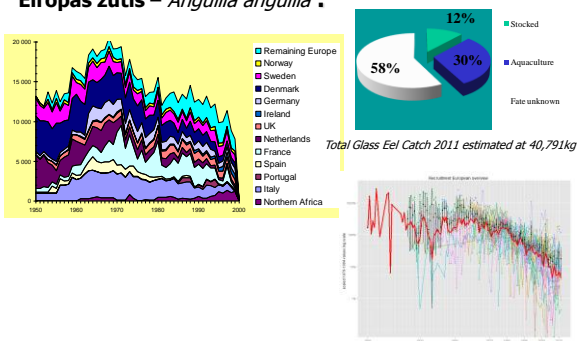 Eiropas zutis – Anguilla anguilla .
20 000
15 000
10 000
5 000
0
1950 1960 1970 1980 1990 2000
Remaining Europe
Norway
Sweden
Denmark
Germany
Ireland
UK
Netherlands
France
Spain
Portugal
Italy
Northern Africa
12%
30%
58%
Stocked
Aquaculture
Fate unknown
Total Glass Eel Catch 2011 estimated at 40,791kg